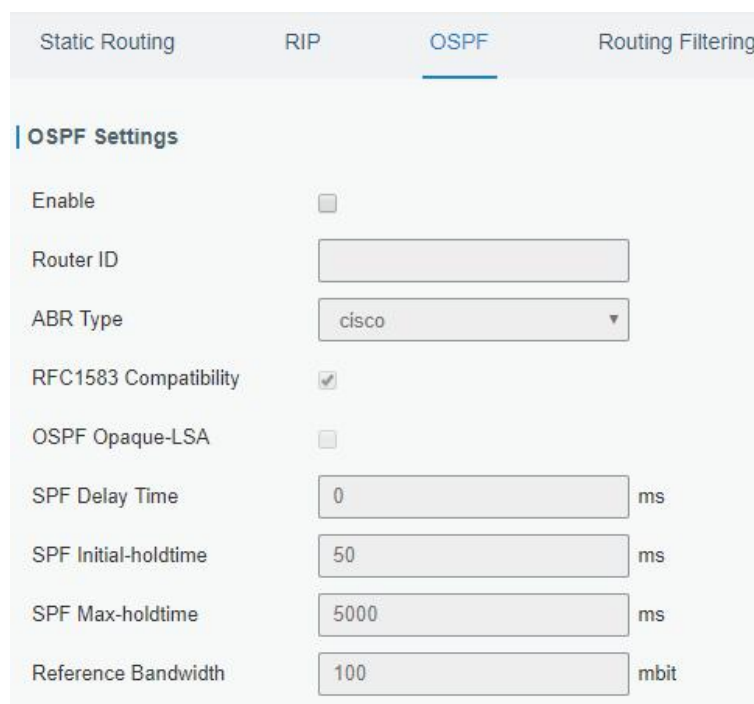 Static Routing RIP OSPF Routing Filtering
OSPF Settings
Enable
Router ID
ABR Type cisco
RFC1583 Compatibility
OSPF Opaque-LSA
SPF Delay Time 0 ms
SPF Initial-holdtime 50 ms
SPF Max-holdtime 5000 ms
Reference Bandwidth 100 mbit